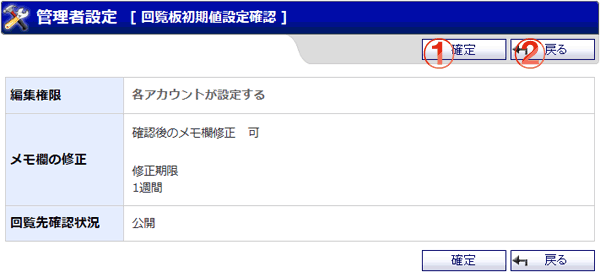 管理者設定 [ 回覧板初期値設定確認 ]
①確定 ②戻る
編集権限 各アカウントが設定する
メモ欄の修正
確認後のメモ欄修正 可
修正期限
1週間
回覧先確認状況 公開
確定 戻る